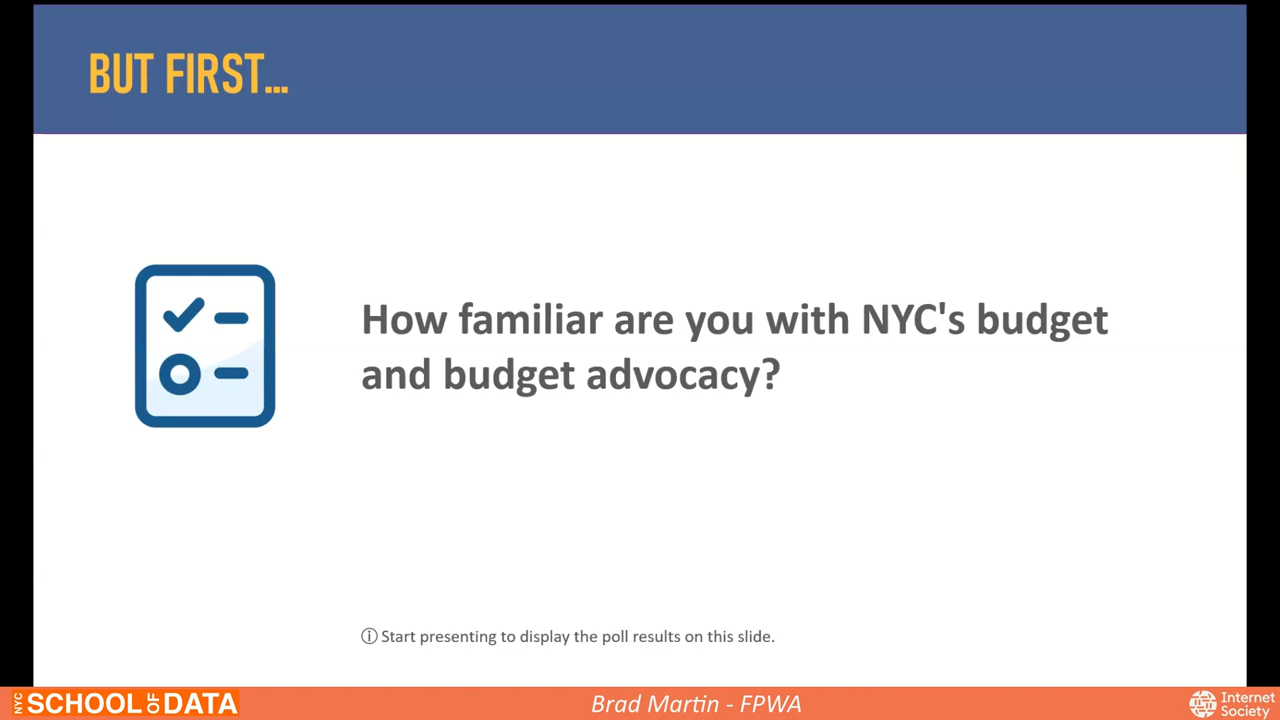 BUT FIRST...
How familiar are you with NYC's budget
and budget advocacy?
ⓘ Start presenting to display the poll results on this slide.
NYC SCHOOL OF DATA
Brad Martin - FPWA
Internet
Society